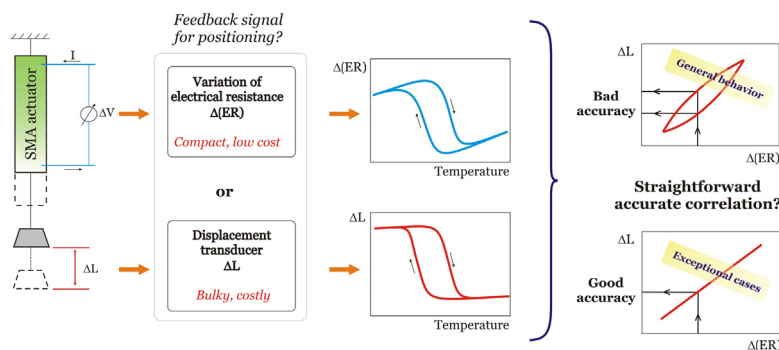 SMA actuator
I
ΔV
ΔL
Feedback signal
for positioning?
Variation of
electrical resistance
Δ(ER)
Compact, low cost
or
Displacement
transducer
ΔL
Bulky, costly
Δ(ER)
Temperature
ΔL
Temperature
ΔL
General behavior
Bad
accuracy
Δ(ER)
Straightforward
accurate correlation?
ΔL
Exceptional cases
Good
accuracy
Δ(ER)